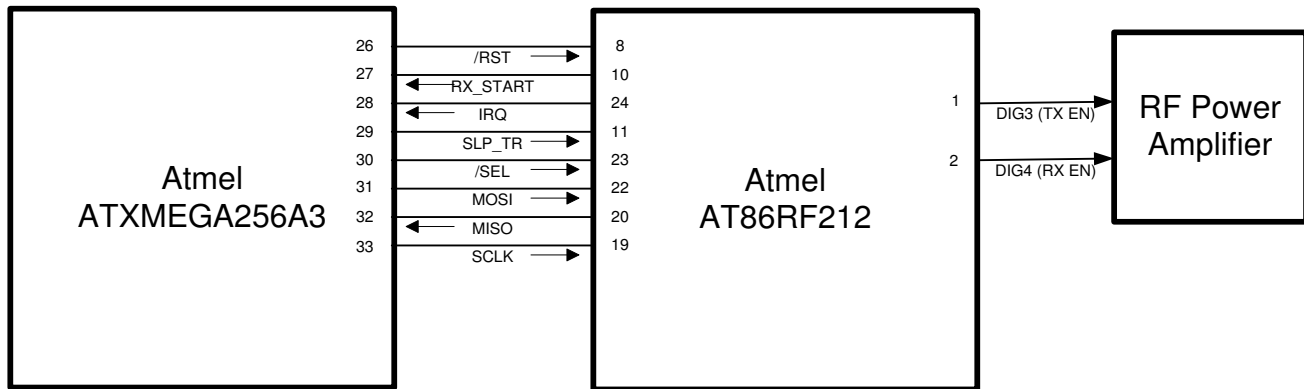 26
/RST
8
27
RX_START
10
28
IRQ
24
29
SLP_TR
11
30
/SEL
23
31
MOSI
22
32
MISO
20
33
SCLK
19
Atmel
ATXMEGA256A3
Atmel
AT86RF212
1
DIG3 (TX EN)
2
DIG4 (RX EN)
RF Power
Amplifier